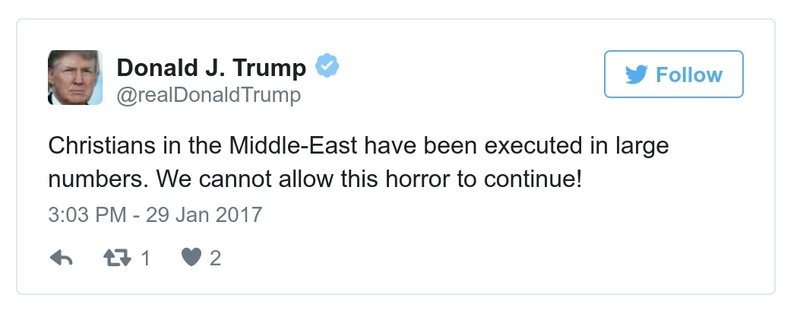 Donald J. Trump
Follow
@realDonaldTrump
Christians in the Middle-East have been executed in large
numbers. We cannot allow this horror to continue!
3:03 PM - 29 Jan 2017
1 2